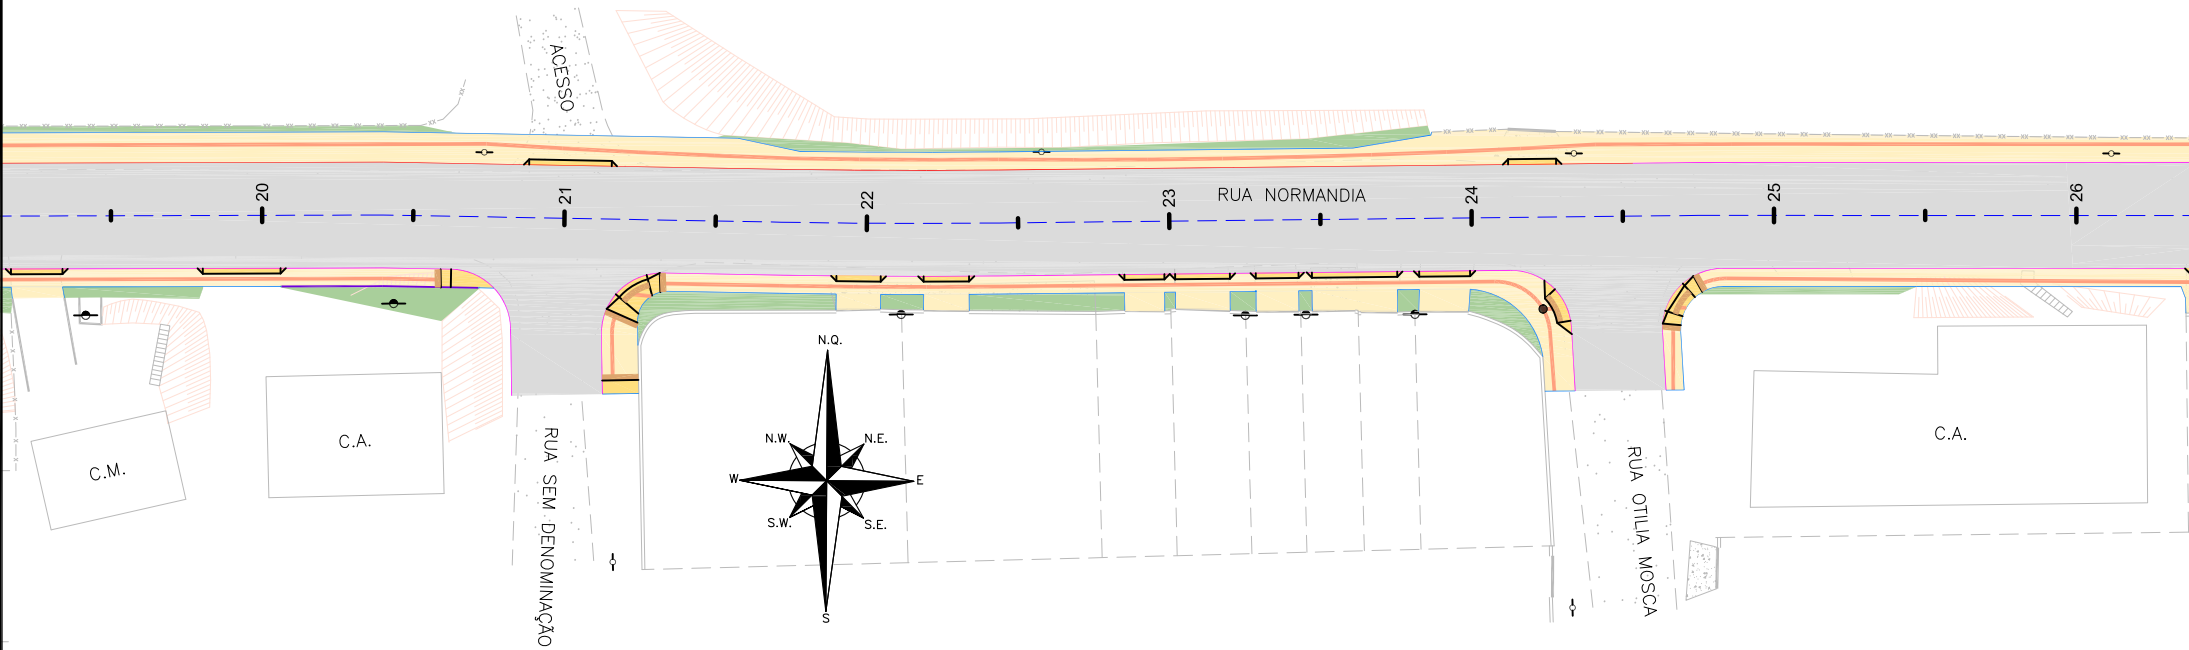 ACESSO
20
21
22
23
RUA NORMANDIA
24
25
26
N.Q.
N.W.
N.E.
W
E
S.W.
S.E.
S
C.M.
C.A.
RUA SEM DENOMINAÇÃO
RUA OTILIA MOSCA
C.A.